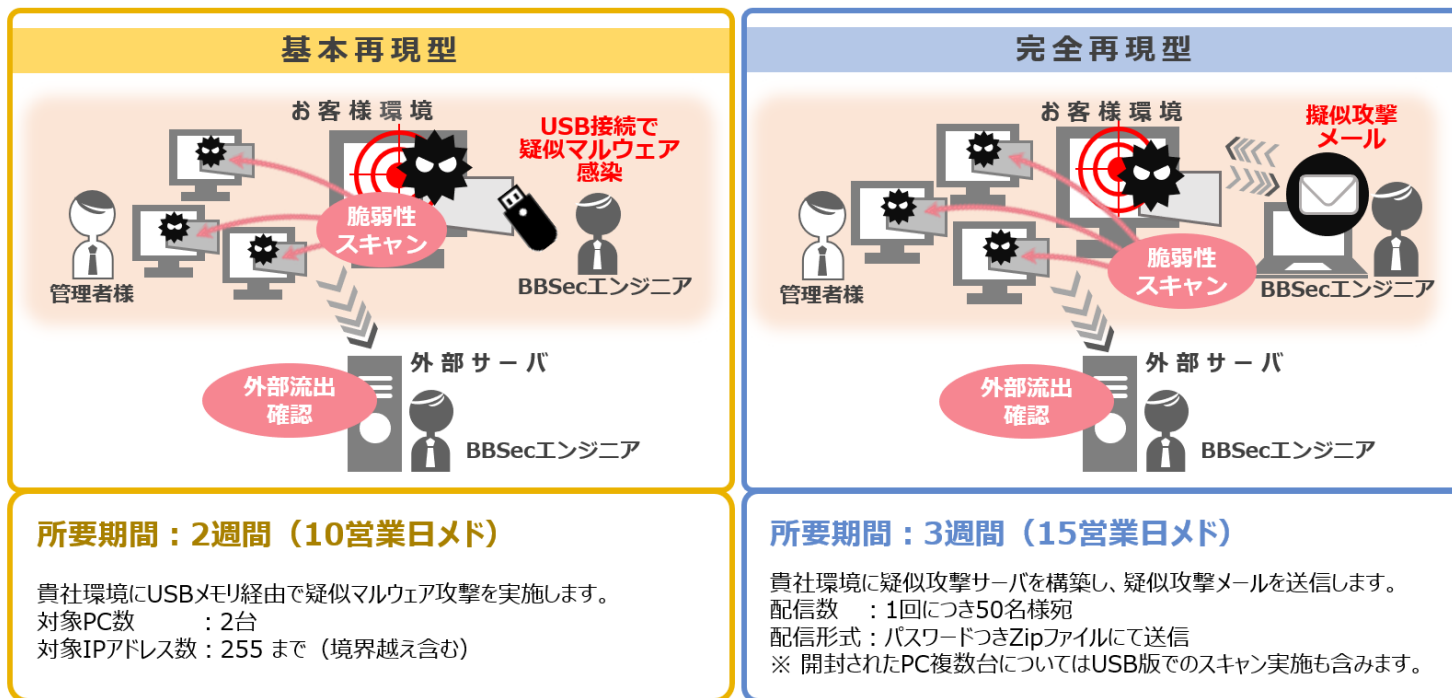 基本再現型
お客様環境
USB接続で
疑似マルウェア
感染
脆弱性
スキャン
管理者様
BBSecエンジニア
外部サーバ
外部流出
確認
BBSecエンジニア
所要期間：2週間（10営業日メド）
貴社環境にUSBメモリ経由で疑似マルウェア攻撃を実施します。
対象PC数　　　：2台
対象IPアドレス数：255 まで（境界越え含む）
完全再現型
お客様環境
擬似攻撃
メール
脆弱性
スキャン
管理者様
BBSecエンジニア
外部サーバ
外部流出
確認
BBSecエンジニア
所要期間：3週間（15営業日メド）
貴社環境に疑似攻撃サーバを構築し、疑似攻撃メールを送信します。
配信数　：1回につき50名様宛
配信形式：パスワードつきZipファイルにて送信
※ 開封されたPC複数台についてはUSB版でのスキャン実施も含みます。